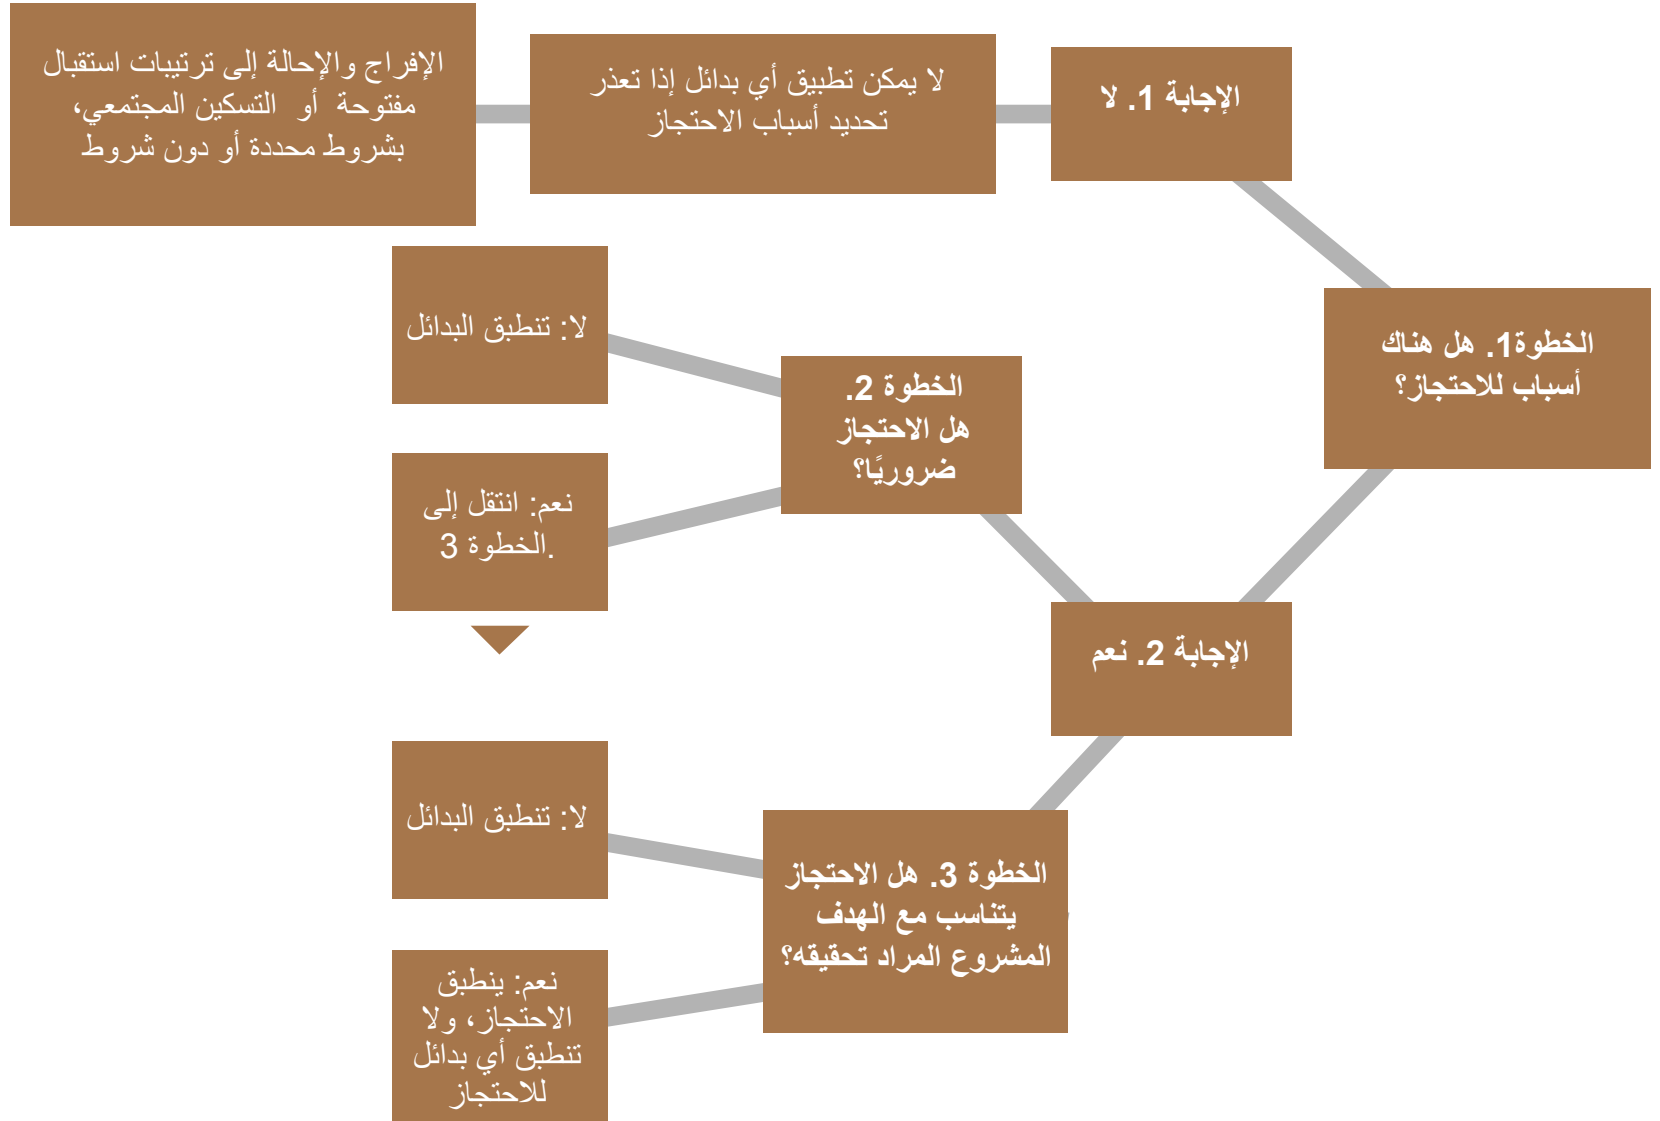 الخطوة1. هل هناك
أسباب للاحتجاز؟
الإجابة 1. لا
لا يمكن تطبيق أي بدائل إذا تعذر
تحديد أسباب الاحتجاز
الإفراج والإحالة إلى ترتيبات استقبال
مفتوحة أو التسكين المجتمعي،
بشروط محددة أو دون شروط
الإجابة 2. نعم
الخطوة 2.
هل الاحتجاز
ضروريًا؟
لا: تنطبق البدائل
نعم: انتقل إلى
الخطوة 3.
الخطوة 3. هل الاحتجاز
يتناسب مع الهدف
المشروع المراد تحقيقه؟
لا: تنطبق البدائل
نعم: ينطبق
الاحتجاز، ولا
تنطبق أي بدائل
للاحتجاز